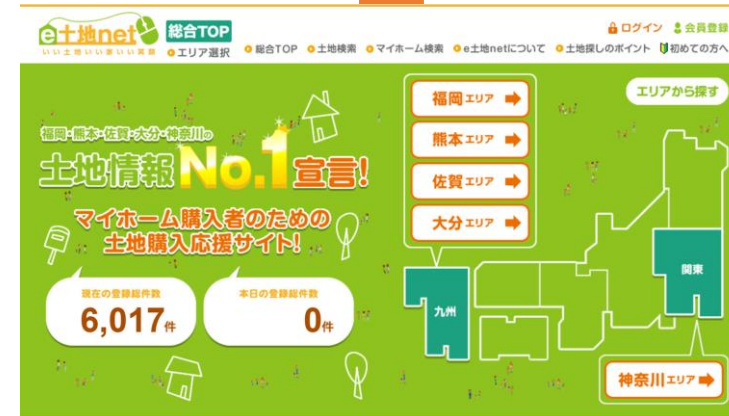 e土地net
いい土地いい家いい笑顔
総合TOP
エリア選択
ログイン
会員登録
総合TOP
土地検索
マイホーム検索
e土地netについて
土地探しのポイント
初めての方へ
福岡・熊本・佐賀・大分・神奈川の
土地情報No.1宣言!
マイホーム購入者のための
土地購入応援サイト!
現在の登録総件数
6,017件
本日の登録総件数
0件
福岡エリア
熊本エリア
佐賀エリア
大分エリア
エリアから探す
九州
関東
神奈川エリア